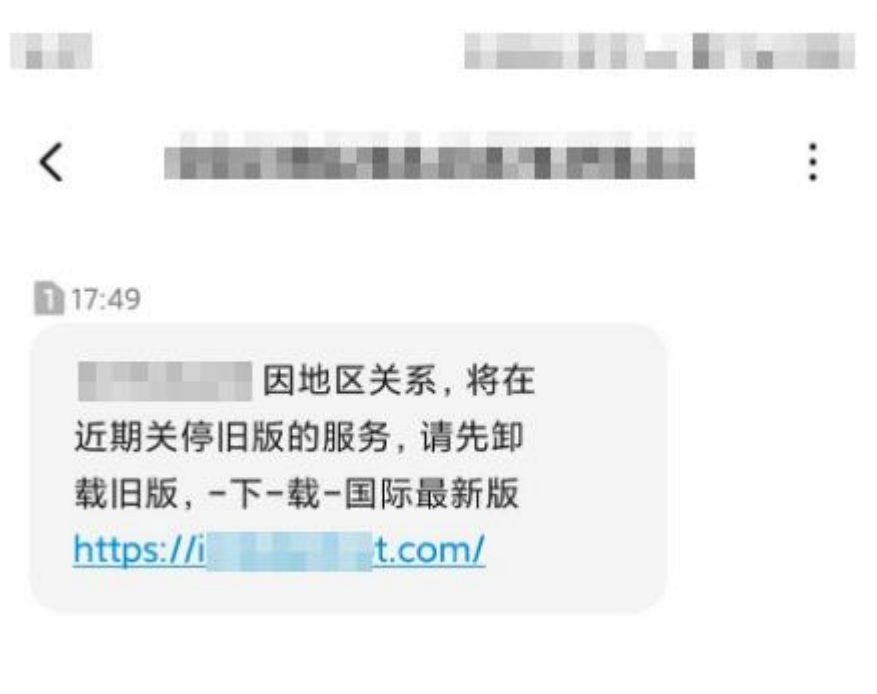 1 17:49
因地区关系,将在
近期关停旧版的服务,请先卸
载旧版,-下-载-国际最新版
https://i t.com/